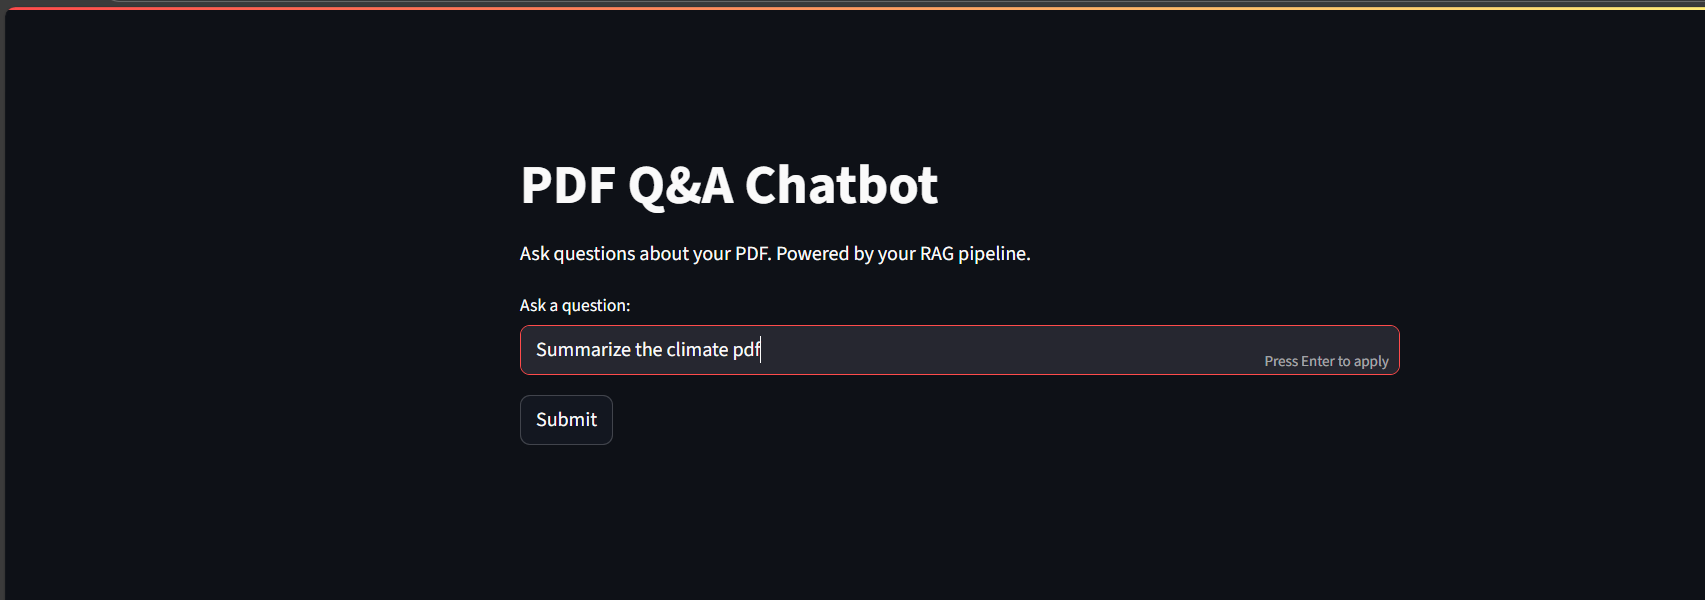 PDF Q&A Chatbot
Ask questions about your PDF. Powered by your RAG pipeline.
Ask a question:
Summarize the climate pdf
Press Enter to apply
Submit